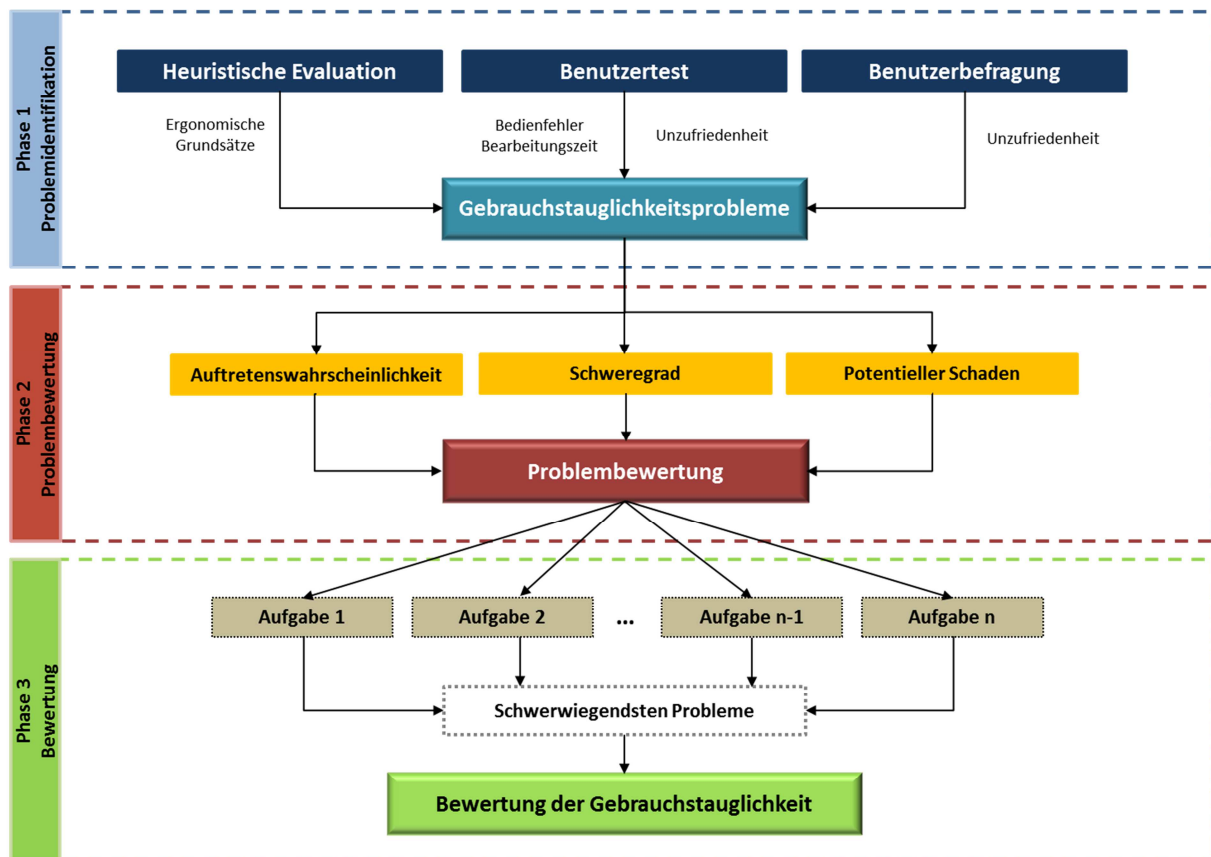 Phase 1
Problemidentifikation
Heuristische Evaluation
Benutzertest
Benutzerbefragung
Ergonomische
Grundsätze
Bedienfehler
Bearbeitungszeit
Unzufriedenheit
Unzufriedenheit
Gebrauchstauglichkeitsprobleme
Phase 2
Problembewertung
Auftretenswahrscheinlichkeit
Schweregrad
Potentieller Schaden
Problembewertung
Phase 3
Bewertung
Aufgabe 1
Aufgabe 2
...
Aufgabe n-1
Aufgabe n
Schwerwiegendsten Probleme
Bewertung der Gebrauchstauglichkeit